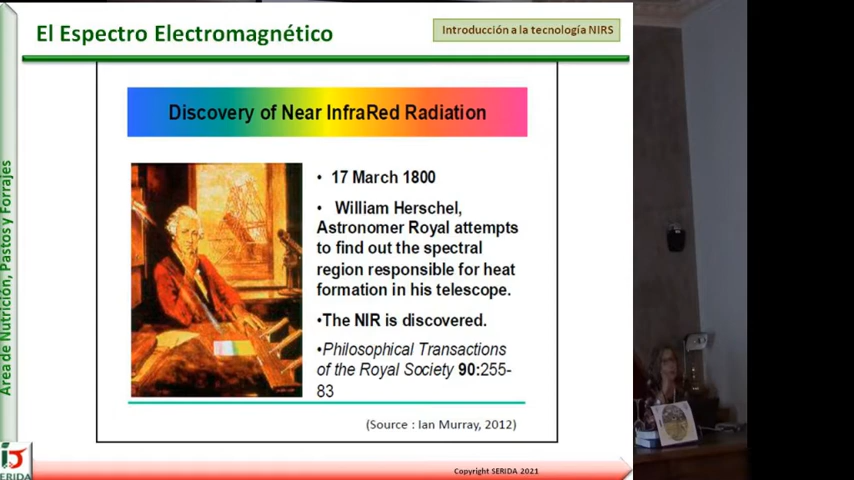 El Espectro Electromagnético
Introducción a la tecnología NIRS
Discovery of Near InfraRed Radiation
• 17 March 1800
• William Herschel,
Astronomer Royal attempts
to find out the spectral
region responsible for heat
formation in his telescope.
•The NIR is discovered.
•Philosophical Transactions
of the Royal Society 90:255-
83
(Source : Ian Murray, 2012)
Área de Nutrición, Pastos y Forrajes
SERIDA
Copyright SERIDA 2021